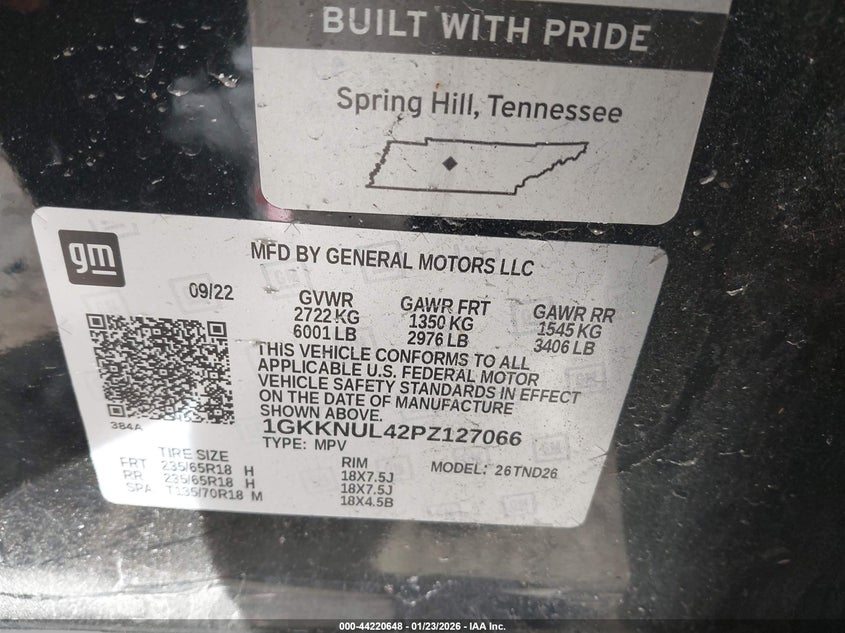 BUILT WITH PRIDE
Spring Hill, Tennessee
gm
MFD BY GENERAL MOTORS LLC
09/22
GVWR
2722 KG
6001 LB
GAWR FRT
1350 KG
2976 LB
GAWR RR
1545 KG
3406 LB
THIS VEHICLE CONFORMS TO ALL
APPLICABLE U.S. FEDERAL MOTOR
VEHICLE SAFETY STANDARDS IN EFFECT
ON THE DATE OF MANUFACTURE
SHOWN ABOVE.
384A
1GKKNUL42PZ127066
TYPE: MPV
TIRE SIZE
FRT 235/65R18 H
RR 235/65R18 H
SPA T135/70R18 M
RIM
18X7.5J
18X7.5J
18X4.5B
MODEL: 26TND26
000-44220648 - 01/23/2026 - IAA Inc.